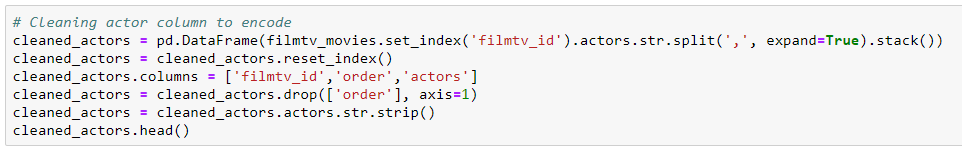 # Cleaning actor column to encode
cleaned_actors = pd.DataFrame(filmtv_movies.set_index('filmtv_id').actors.str.split(',', expand=True).stack())
cleaned_actors = cleaned_actors.reset_index()
cleaned_actors.columns = ['filmtv_id','order','actors']
cleaned_actors = cleaned_actors.drop(['order'], axis=1)
cleaned_actors = cleaned_actors.actors.str.strip()
cleaned_actors.head()